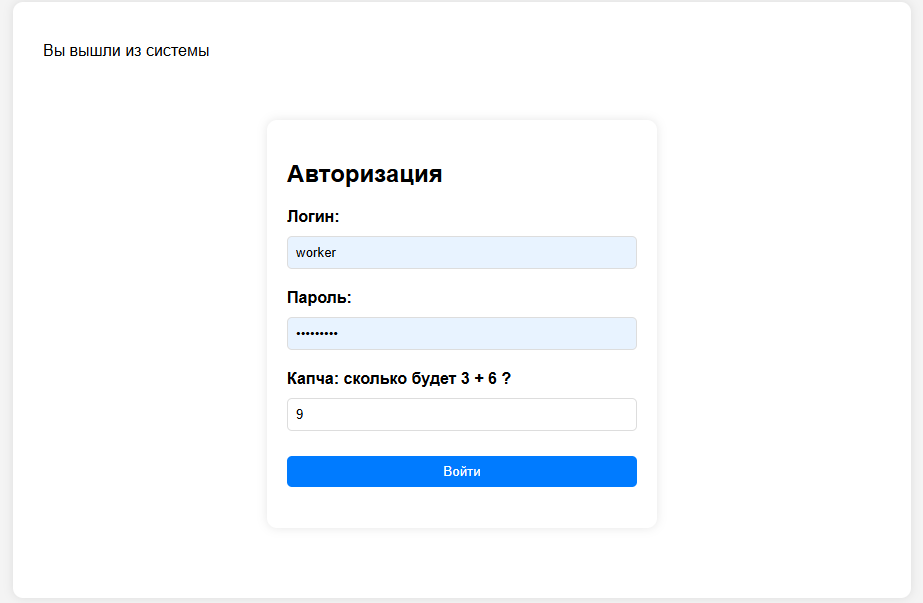 Вы вышли из системы
Авторизация
Логин:
worker
Пароль:
•••••••••
Капча: сколько будет 3 + 6 ?
9
Войти